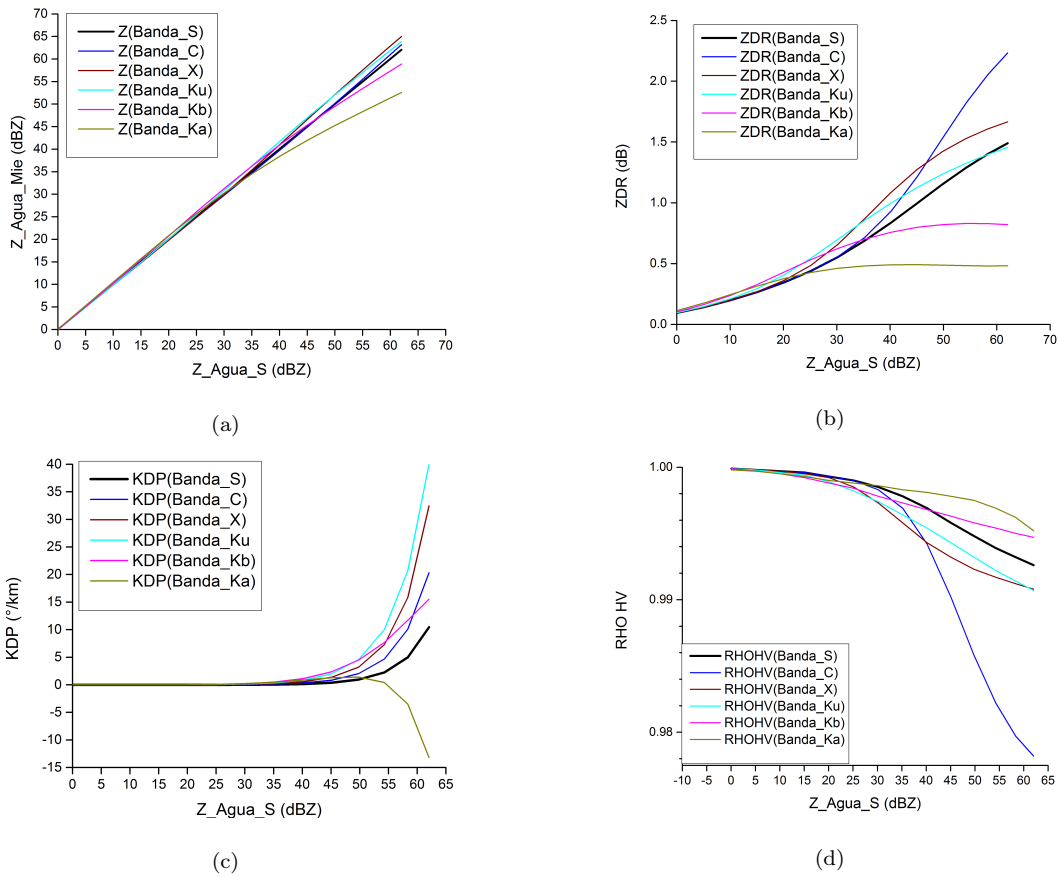 Z(Banda_S)
Z(Banda_C)
Z(Banda_X)
Z(Banda_Ku)
Z(Banda_Kb)
Z(Banda_Ka)
Z_Agua_Mie (dBZ)
70
65
60
55
50
45
40
35
30
25
20
15
10
5
0
0 5 10 15 20 25 30 35 40 45 50 55 60 65 70
Z_Agua_S (dBZ)
(a)
ZDR(Banda_S)
ZDR(Banda_C)
ZDR(Banda_X)
ZDR(Banda_Ku)
ZDR(Banda_Kb)
ZDR(Banda_Ka)
ZDR (dB)
2.5
2.0
1.5
1.0
0.5
0.0
0 10 20 30 40 50 60 70
Z_Agua_S (dBZ)
(b)
KDP(Banda_S)
KDP(Banda_C)
KDP(Banda_X)
KDP(Banda_Ku)
KDP(Banda_Kb)
KDP(Banda_Ka)
KDP (°/km)
40
35
30
25
20
15
10
5
0
-5
-10
-15
0 5 10 15 20 25 30 35 40 45 50 55 60 65
Z_Agua_S (dBZ)
(c)
RHO HV
1.00
0.99
0.98
RHOHV(Banda_S)
RHOHV(Banda_C)
RHOHV(Banda_X)
RHOHV(Banda_Ku)
RHOHV(Banda_Kb)
RHOHV(Banda_Ka)
-10 -5 0 5 10 15 20 25 30 35 40 45 50 55 60 65
Z_Agua_S (dBZ)
(d)